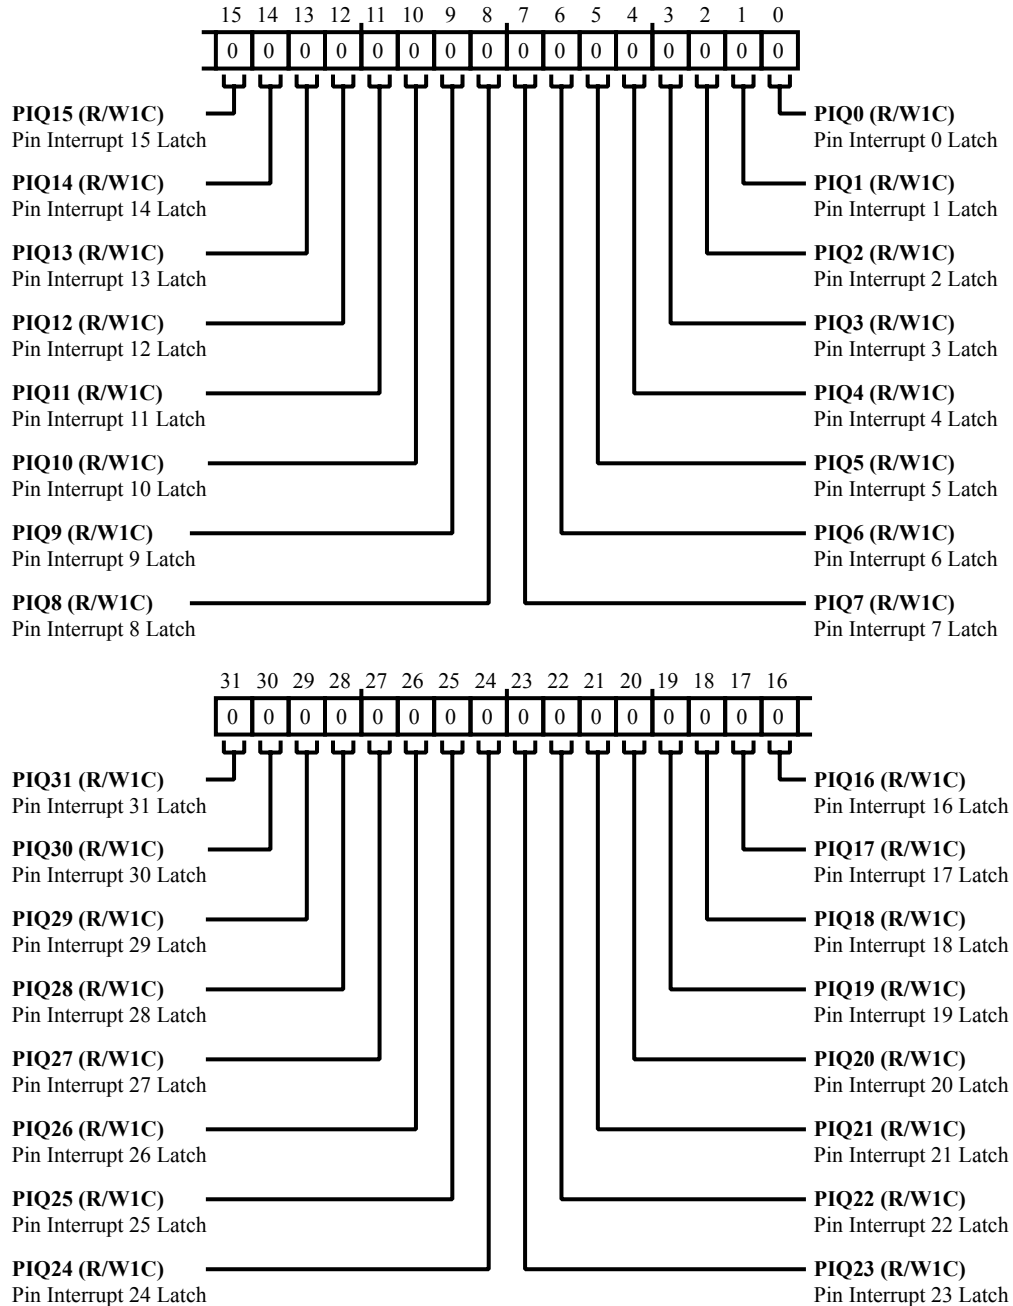 15 14 13 12 11 10 9 8 7 6 5 4 3 2 1 0
0 0 0 0 0 0 0 0 0 0 0 0 0 0 0 0
PIQ15 (R/W1C)
Pin Interrupt 15 Latch
PIQ14 (R/W1C)
Pin Interrupt 14 Latch
PIQ13 (R/W1C)
Pin Interrupt 13 Latch
PIQ12 (R/W1C)
Pin Interrupt 12 Latch
PIQ11 (R/W1C)
Pin Interrupt 11 Latch
PIQ10 (R/W1C)
Pin Interrupt 10 Latch
PIQ9 (R/W1C)
Pin Interrupt 9 Latch
PIQ8 (R/W1C)
Pin Interrupt 8 Latch
PIQ0 (R/W1C)
Pin Interrupt 0 Latch
PIQ1 (R/W1C)
Pin Interrupt 1 Latch
PIQ2 (R/W1C)
Pin Interrupt 2 Latch
PIQ3 (R/W1C)
Pin Interrupt 3 Latch
PIQ4 (R/W1C)
Pin Interrupt 4 Latch
PIQ5 (R/W1C)
Pin Interrupt 5 Latch
PIQ6 (R/W1C)
Pin Interrupt 6 Latch
PIQ7 (R/W1C)
Pin Interrupt 7 Latch
31 30 29 28 27 26 25 24 23 22 21 20 19 18 17 16
0 0 0 0 0 0 0 0 0 0 0 0 0 0 0 0
PIQ31 (R/W1C)
Pin Interrupt 31 Latch
PIQ30 (R/W1C)
Pin Interrupt 30 Latch
PIQ29 (R/W1C)
Pin Interrupt 29 Latch
PIQ28 (R/W1C)
Pin Interrupt 28 Latch
PIQ27 (R/W1C)
Pin Interrupt 27 Latch
PIQ26 (R/W1C)
Pin Interrupt 26 Latch
PIQ25 (R/W1C)
Pin Interrupt 25 Latch
PIQ24 (R/W1C)
Pin Interrupt 24 Latch
PIQ16 (R/W1C)
Pin Interrupt 16 Latch
PIQ17 (R/W1C)
Pin Interrupt 17 Latch
PIQ18 (R/W1C)
Pin Interrupt 18 Latch
PIQ19 (R/W1C)
Pin Interrupt 19 Latch
PIQ20 (R/W1C)
Pin Interrupt 20 Latch
PIQ21 (R/W1C)
Pin Interrupt 21 Latch
PIQ22 (R/W1C)
Pin Interrupt 22 Latch
PIQ23 (R/W1C)
Pin Interrupt 23 Latch